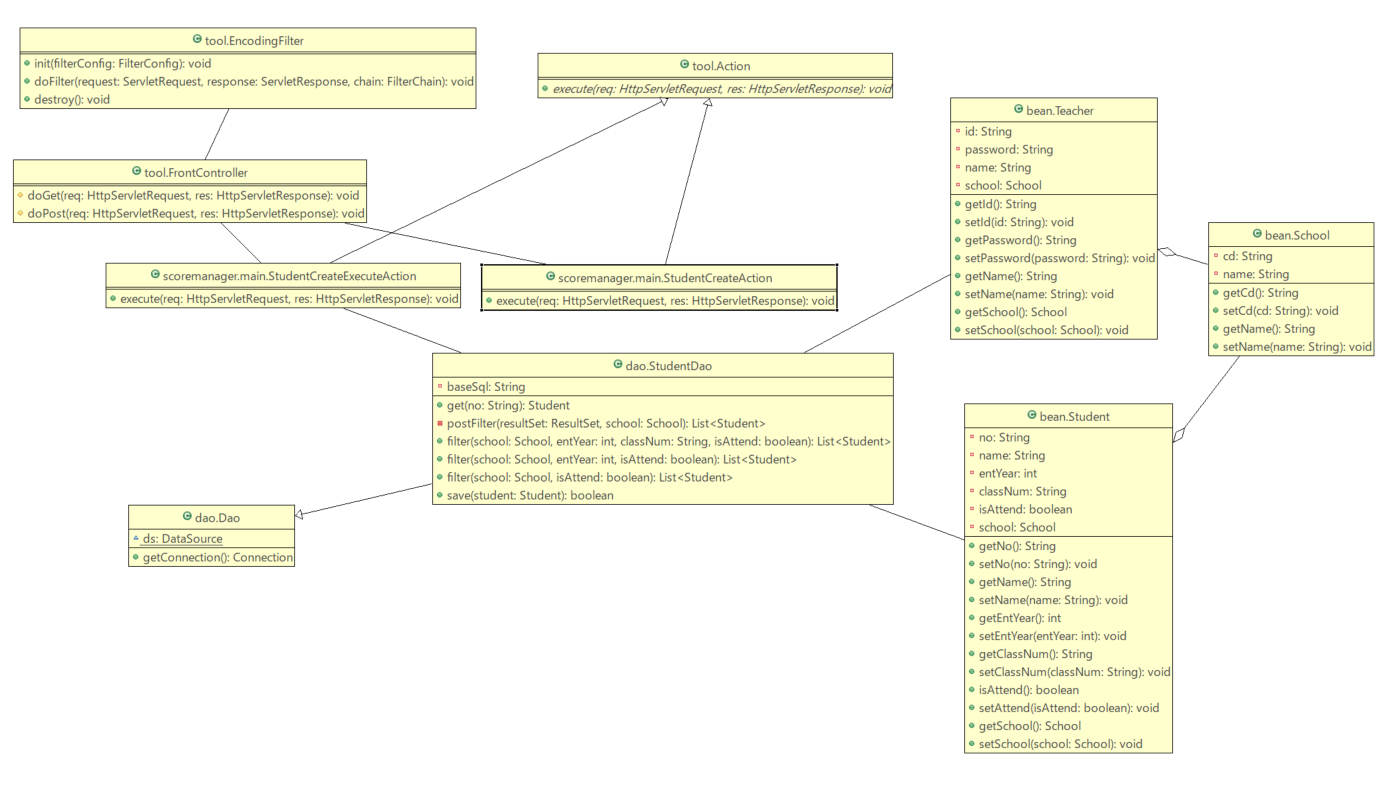 tool.EncodingFilter
init(filterConfig: FilterConfig): void
doFilter(request: ServletRequest, response: ServletResponse, chain: FilterChain): void
destroy(): void
tool.Action
execute(req: HttpServletRequest, res: HttpServletResponse): void
tool.FrontController
doGet(req: HttpServletRequest, res: HttpServletResponse): void
doPost(req: HttpServletRequest, res: HttpServletResponse): void
scoremanager.main.StudentCreateExecuteAction
execute(req: HttpServletRequest, res: HttpServletResponse): void
scoremanager.main.StudentCreateAction
execute(req: HttpServletRequest, res: HttpServletResponse): void
bean.Teacher
id: String
password: String
name: String
school: School
getId(): String
setId(id: String): void
getPassword(): String
setPassword(password: String): void
getName(): String
setName(name: String): void
getSchool(): School
setSchool(school: School): void
bean.School
cd: String
name: String
getCd(): String
setCd(cd: String): void
getName(): String
setName(name: String): void
dao.StudentDao
baseSql: String
get(no: String): Student
postFilter(resultSet: ResultSet, school: School): List<Student>
filter(school: School, entYear: int, classNum: String, isAttend: boolean): List<Student>
filter(school: School, entYear: int, isAttend: boolean): List<Student>
filter(school: School, isAttend: boolean): List<Student>
save(student: Student): boolean
dao.Dao
ds: DataSource
getConnection(): Connection
bean.Student
no: String
name: String
entYear: int
classNum: String
isAttend: boolean
school: School
getNo(): String
setNo(no: String): void
getName(): String
setName(name: String): void
getEntYear(): int
setEntYear(entYear: int): void
getClassNum(): String
setClassNum(classNum: String): void
isAttend(): boolean
setAttend(isAttend: boolean): void
getSchool(): School
setSchool(school: School): void